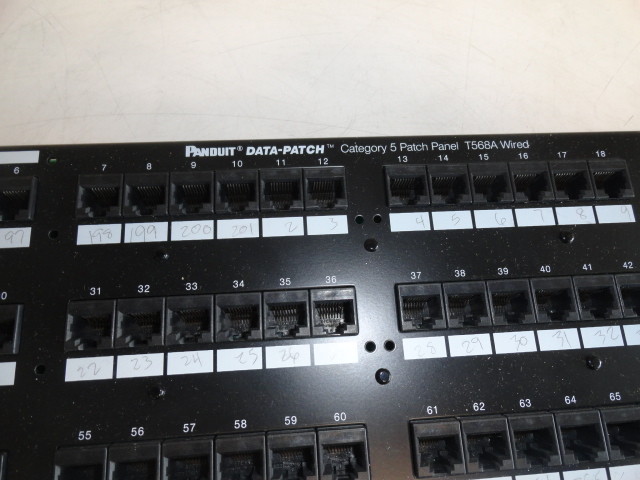 PANDUIT® DATA-PATCH™ Category 5 Patch Panel T568A Wired
6 7 8 9 10 11 12 13 14 15 16 17 18
97 198 199 200 201 2 3 4 5 6 7 8 9
31 32 33 34 35 36 37 38 39 40 41 42
22 23 24 25 26 28 29 30 31 32
55 56 57 58 59 60 61 62 63 64 65